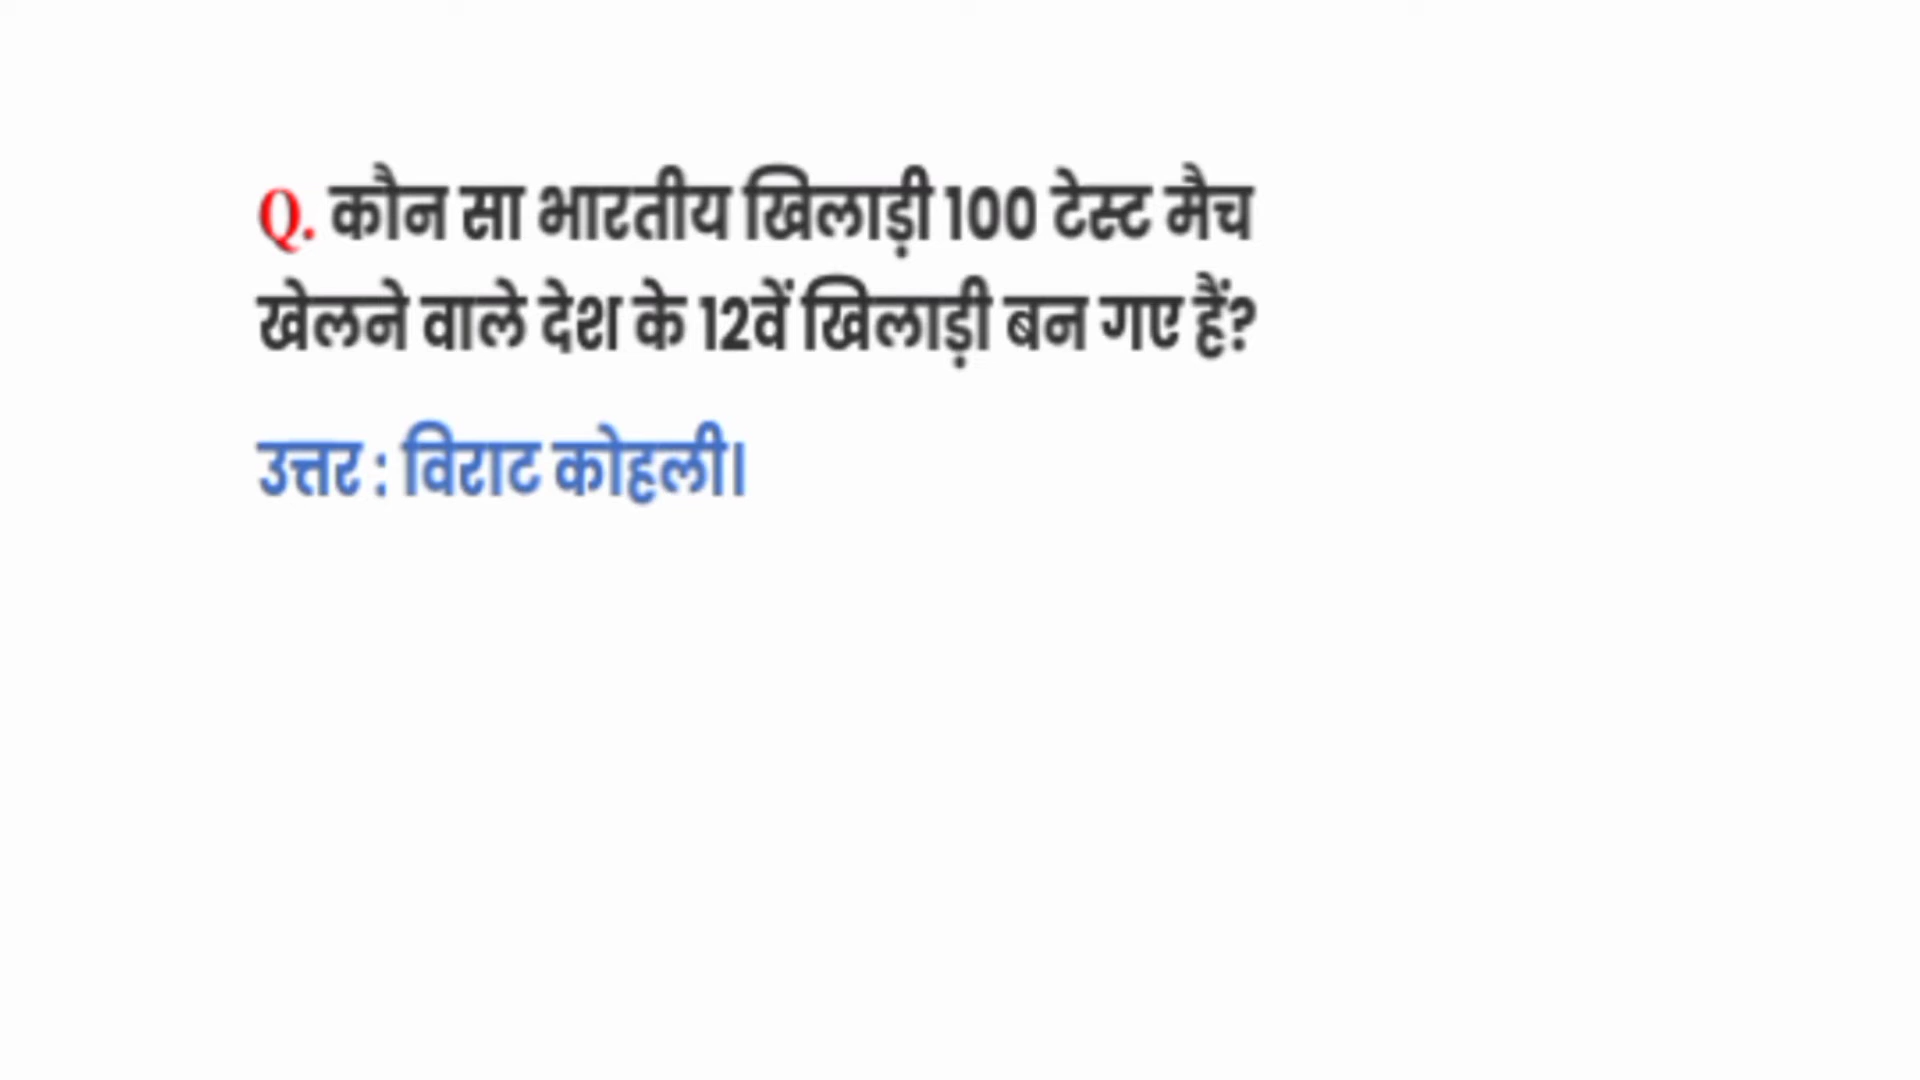 Q. कौन सा भारतीय खिलाड़ी 100 टेस्ट मैच
खेलने वाले देश के 12वें खिलाड़ी बन गए हैं?
उत्तर : विराट कोहली।